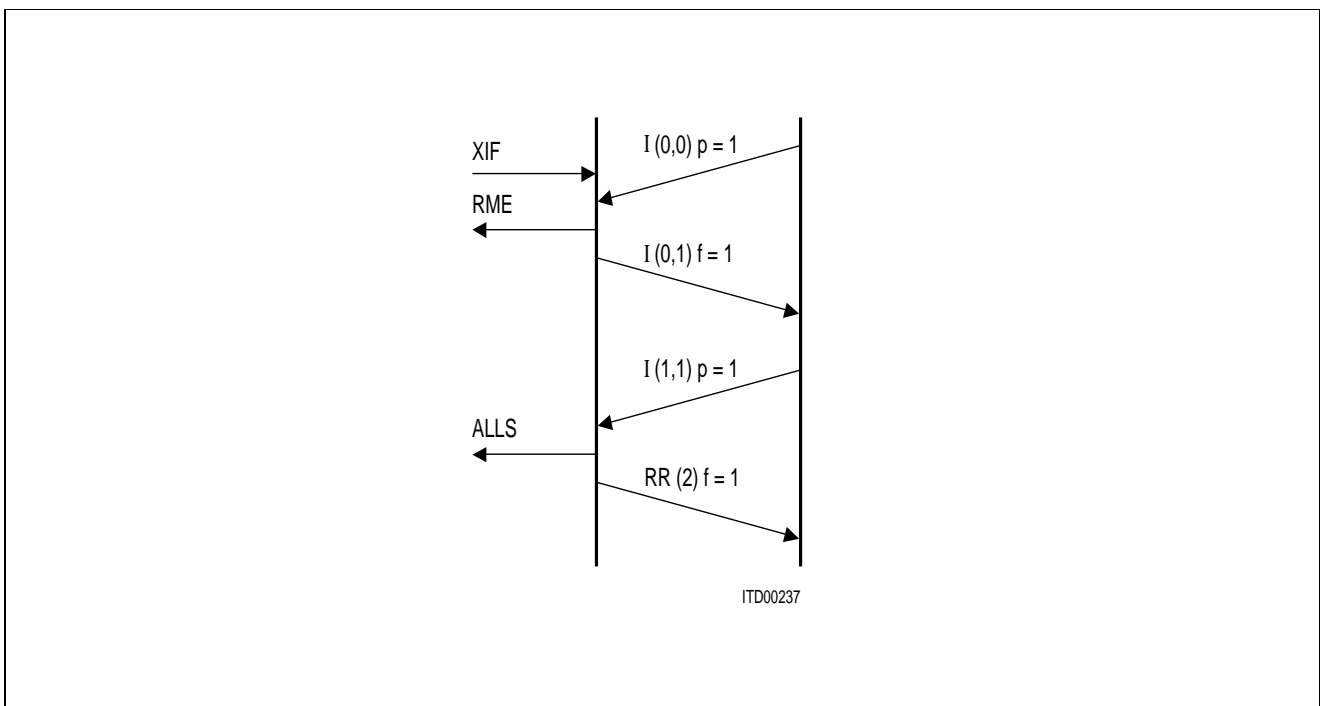 I (0,0) p = 1
XIF
RME
I (0,1) f = 1
I (1,1) p = 1
ALLS
RR (2) f = 1
ITD00237